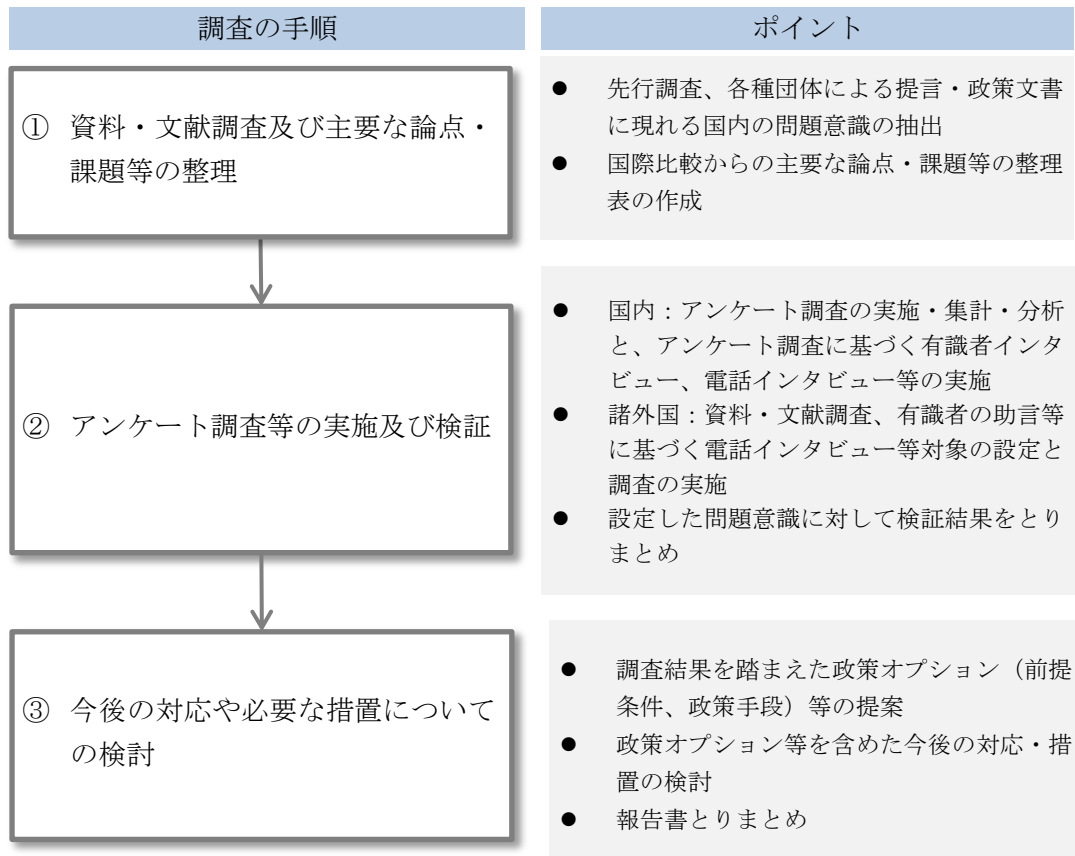 調査の手順
ポイント
① 資料・文献調査及び主要な論点・
課題等の整理
● 先行調査、各種団体による提言・政策文書
に現れる国内の問題意識の抽出
● 国際比較からの主要な論点・課題等の整理
表の作成
② アンケート調査等の実施及び検証
● 国内：アンケート調査の実施・集計・分析
と、アンケート調査に基づく有識者インタ
ビュー、電話インタビュー等の実施
● 諸外国：資料・文献調査、有識者の助言等
に基づく電話インタビュー等対象の設定と
調査の実施
● 設定した問題意識に対して検証結果をとり
まとめ
③ 今後の対応や必要な措置について
の検討
● 調査結果を踏まえた政策オプション（前提
条件、政策手段）等の提案
● 政策オプション等を含めた今後の対応・措
置の検討
● 報告書とりまとめ